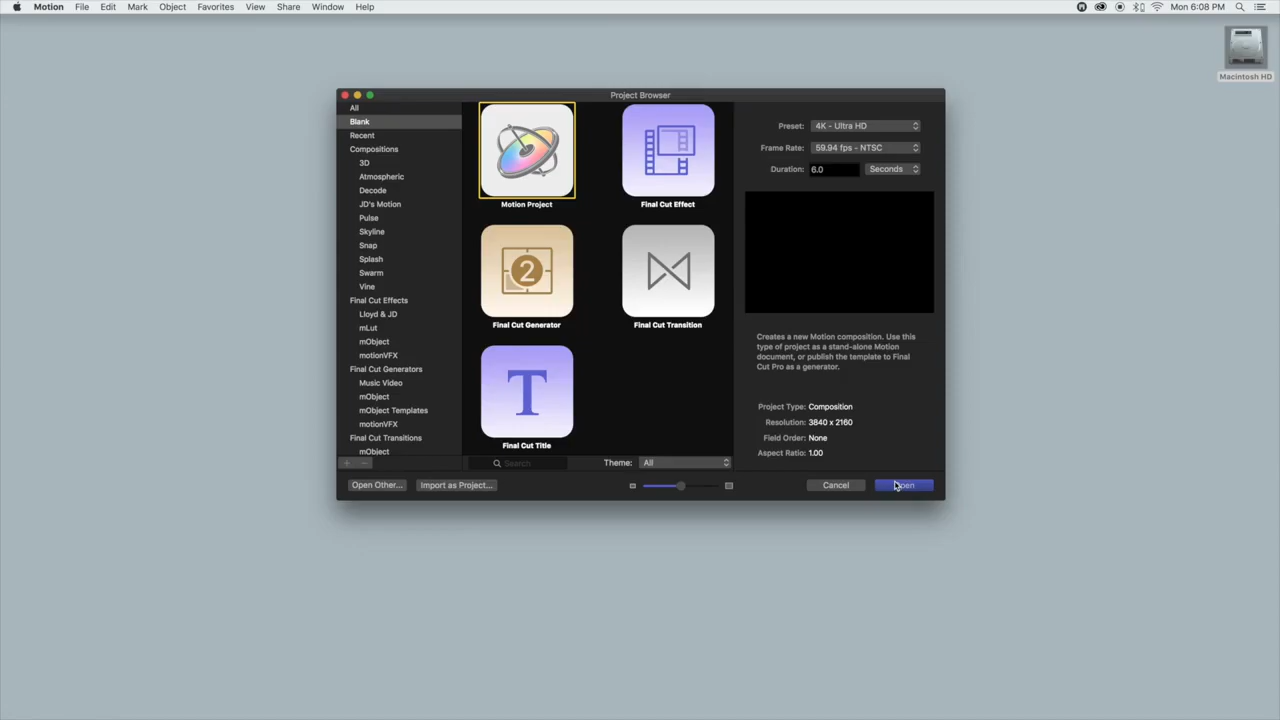 Motion File Edit Mark Object Favorites View Share Window Help Mon 6:08 PM
Macintosh HD
Project Browser
All
Blank
Recent
Compositions
3D
Atmospheric
Decode
JD's Motion
Pulse
Skyline
Snap
Splash
Swarm
Vine
Final Cut Effects
Lloyd & JD
mLut
mObject
motionVFX
Final Cut Generators
Music Video
mObject
mObject Templates
motionVFX
Final Cut Transitions
mObject
Motion Project
Final Cut Effect
2
Final Cut Generator
Final Cut Transition
T
Final Cut Title
Search
Theme: All
Preset: 4K - Ultra HD
Frame Rate: 59.94 fps - NTSC
Duration: 6.0 Seconds
Creates a new Motion composition. Use this
type of project as a stand-alone Motion
document, or publish the template to Final
Cut Pro as a generator.
Project Type: Composition
Resolution: 3840 x 2160
Field Order: None
Aspect Ratio: 1.00
Open Other...
Import as Project...
Cancel
Open